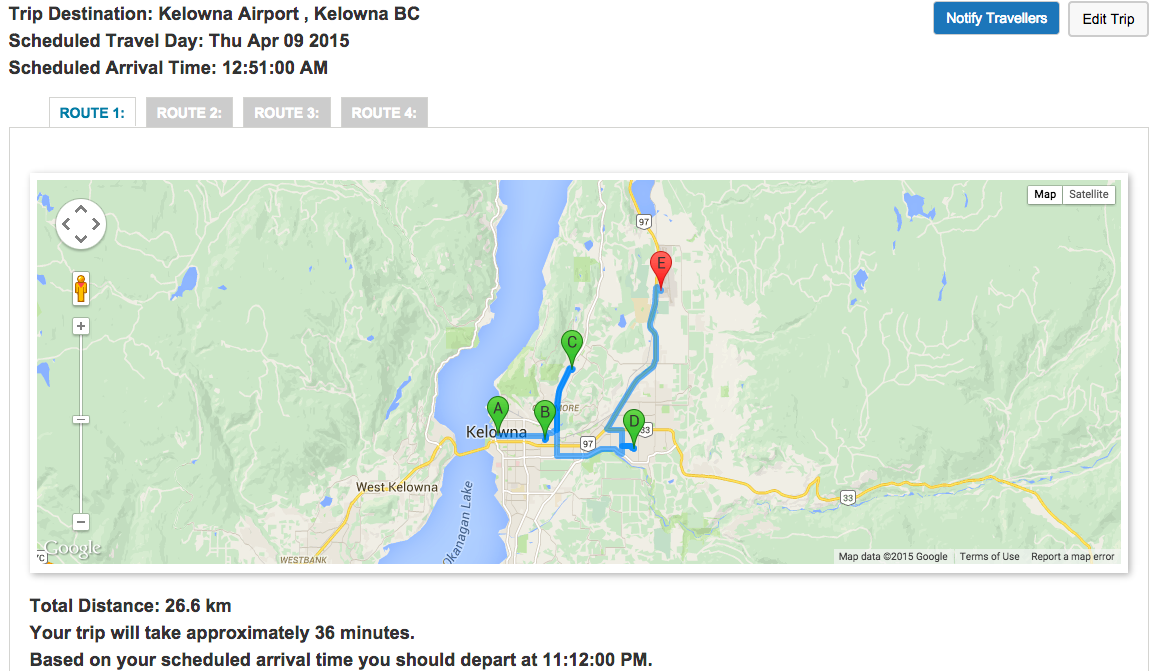 Trip Destination: Kelowna Airport , Kelowna BC
Scheduled Travel Day: Thu Apr 09 2015
Scheduled Arrival Time: 12:51:00 AM
Notify Travellers
Edit Trip
ROUTE 1:
ROUTE 2:
ROUTE 3:
ROUTE 4:
Map
Satellite
97
E
C
A
B
D
Kelowna
97
33
West Kelowna
33
Okanagan Lake
WESTBANK
Google
Map data ©2015 Google
Terms of Use
Report a map error
Total Distance: 26.6 km
Your trip will take approximately 36 minutes.
Based on your scheduled arrival time you should depart at 11:12:00 PM.